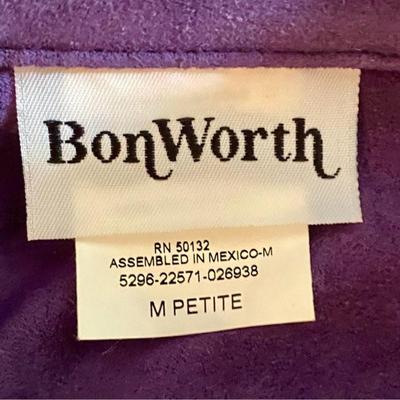 BonWorth
RN 50132
ASSEMBLED IN MEXICO-M
5296-22571-026938
M PETITE